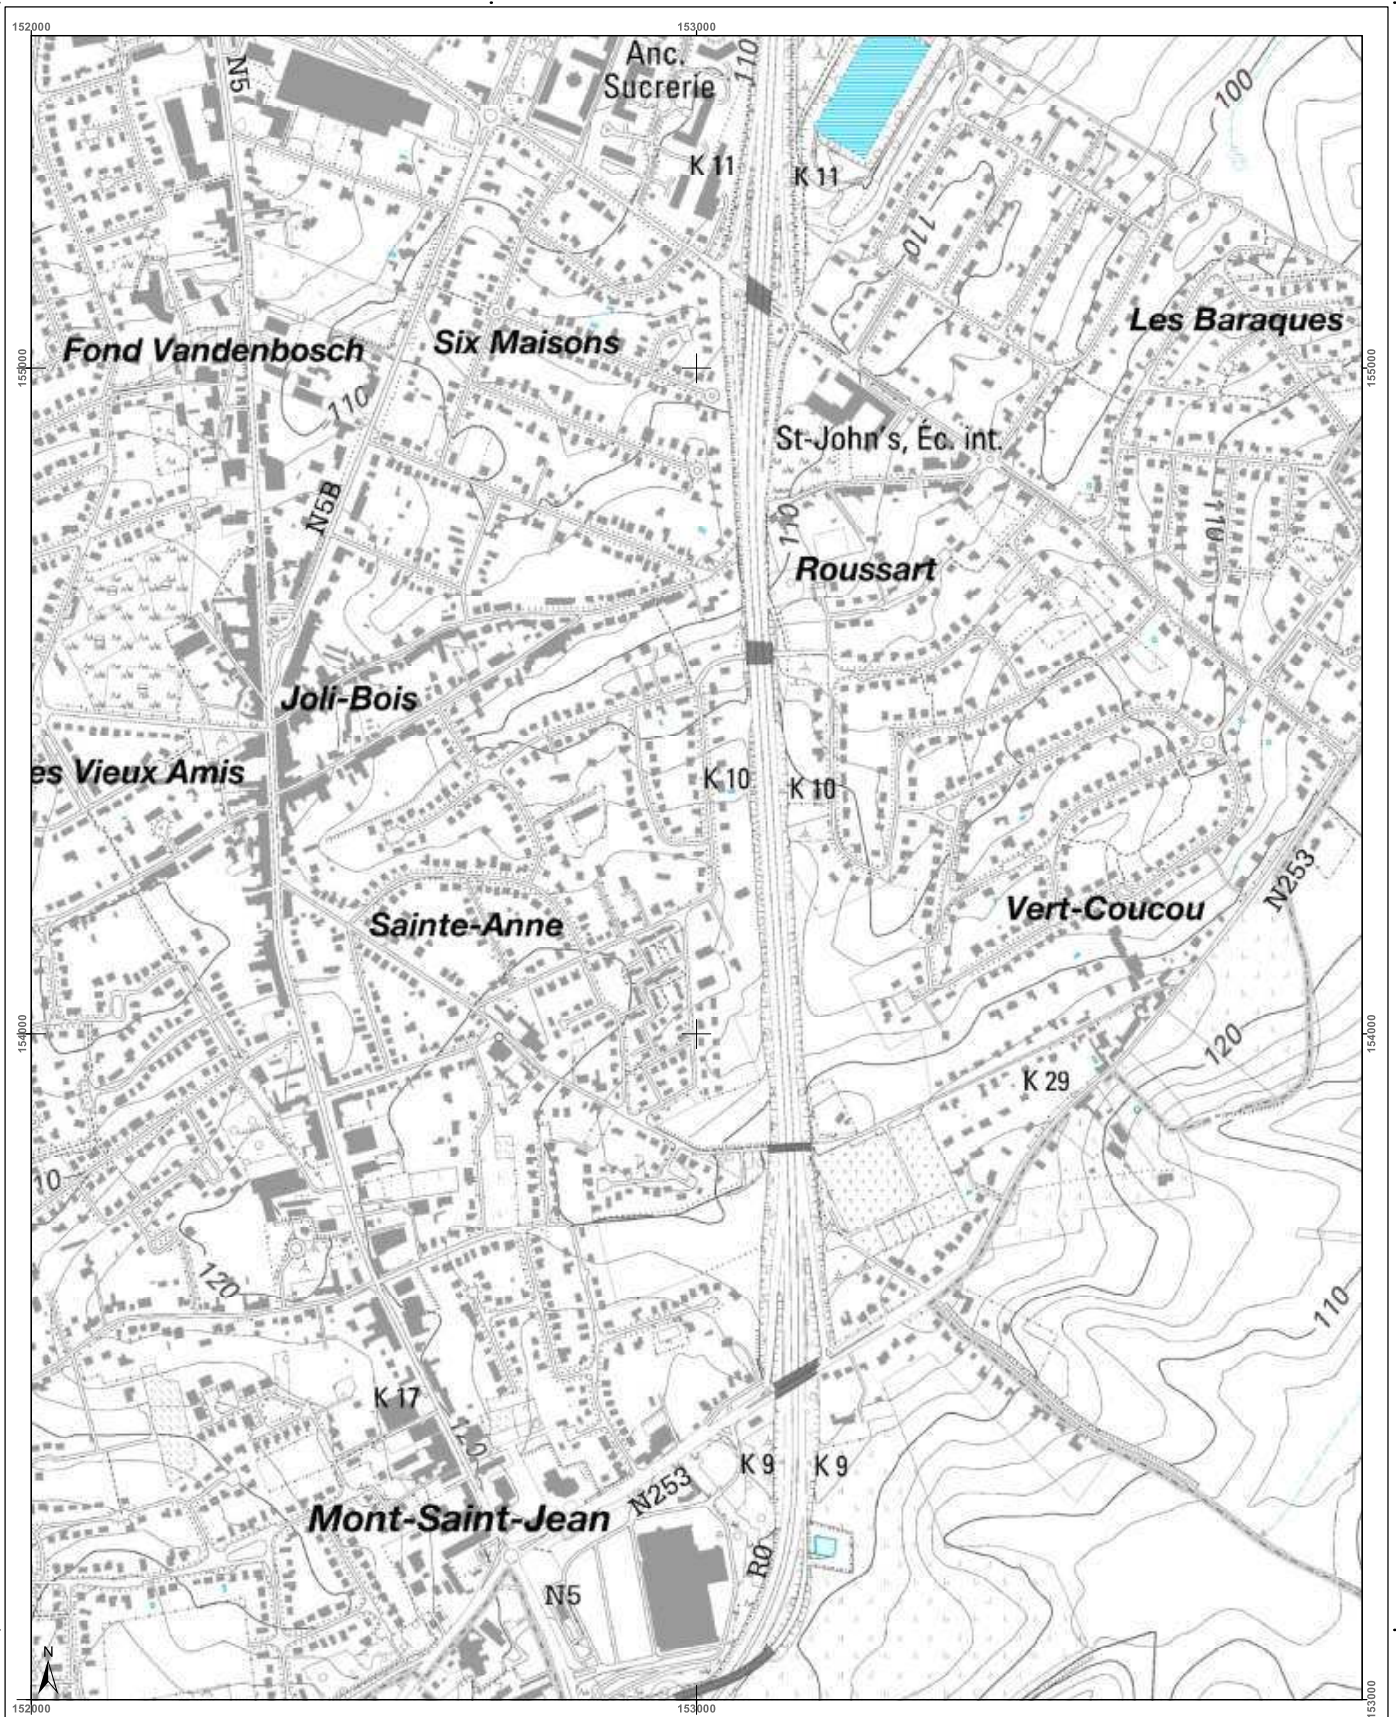 152000
153000
N5
Anc.
Sucrerie
110
100
K 11
K 11
110
Les Baraques
Fond Vandenbosch
Six Maisons
155000
155000
110
St-John's, Éc. int.
N5B
110
110
Roussart
Joli-Bois
es Vieux Amis
K 10
K 10
N253
Vert-Coucou
Sainte-Anne
154000
154000
120
K 29
10
120
110
K 17
120
K 9
K 9
N253
Mont-Saint-Jean
R0
N5
N
152000
153000
153000